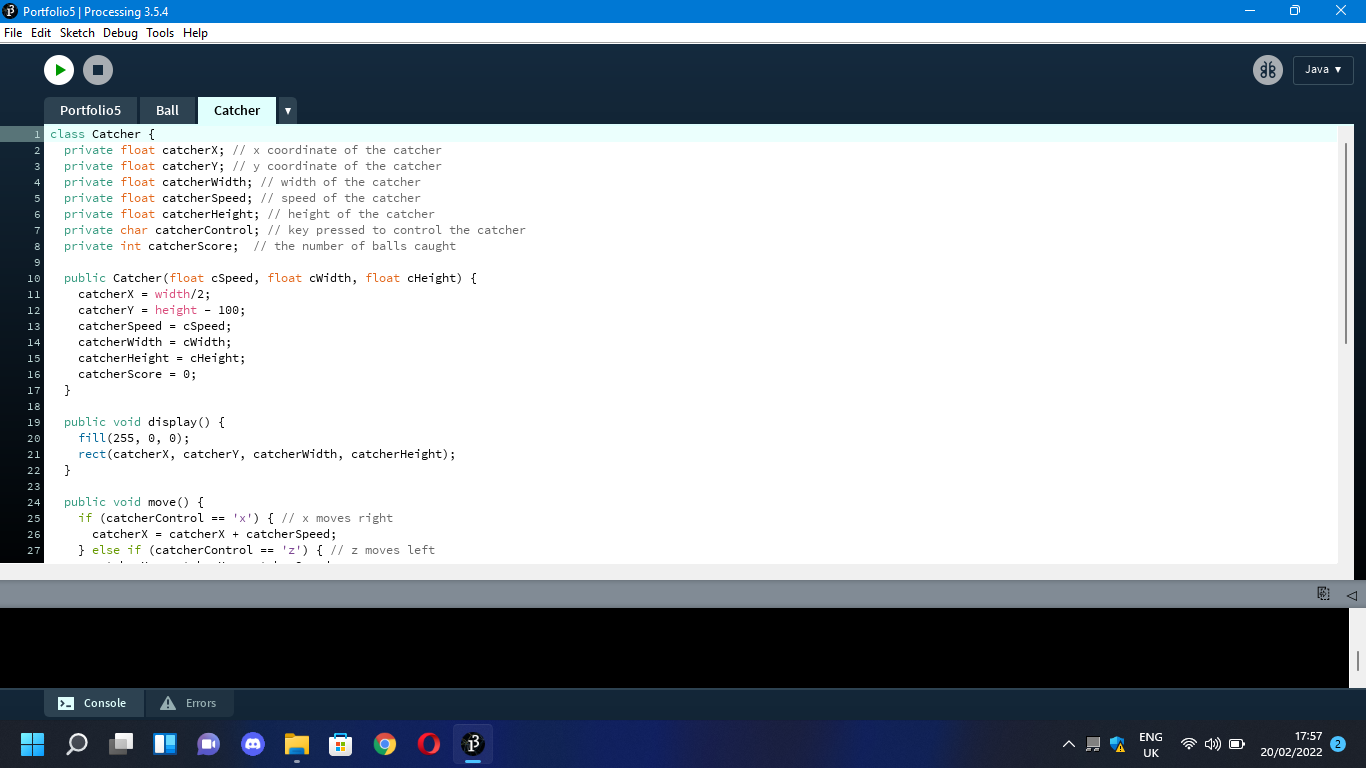 Portfolio5 | Processing 3.5.4
File Edit Sketch Debug Tools Help
Java ▾
Portfolio5 Ball Catcher ▾
1 class Catcher {
2 private float catcherX; // x coordinate of the catcher
3 private float catcherY; // y coordinate of the catcher
4 private float catcherWidth; // width of the catcher
5 private float catcherSpeed; // speed of the catcher
6 private float catcherHeight; // height of the catcher
7 private char catcherControl; // key pressed to control the catcher
8 private int catcherScore;  // the number of balls caught
9
10 public Catcher(float cSpeed, float cWidth, float cHeight) {
11 catcherX = width/2;
12 catcherY = height - 100;
13 catcherSpeed = cSpeed;
14 catcherWidth = cWidth;
15 catcherHeight = cHeight;
16 catcherScore = 0;
17 }
18
19 public void display() {
20 fill(255, 0, 0);
21 rect(catcherX, catcherY, catcherWidth, catcherHeight);
22 }
23
24 public void move() {
25 if (catcherControl == 'x') { // x moves right
26 catcherX = catcherX + catcherSpeed;
27 } else if (catcherControl == 'z') { // z moves left
Console Errors
ENG
UK
17:57
20/02/2022
2